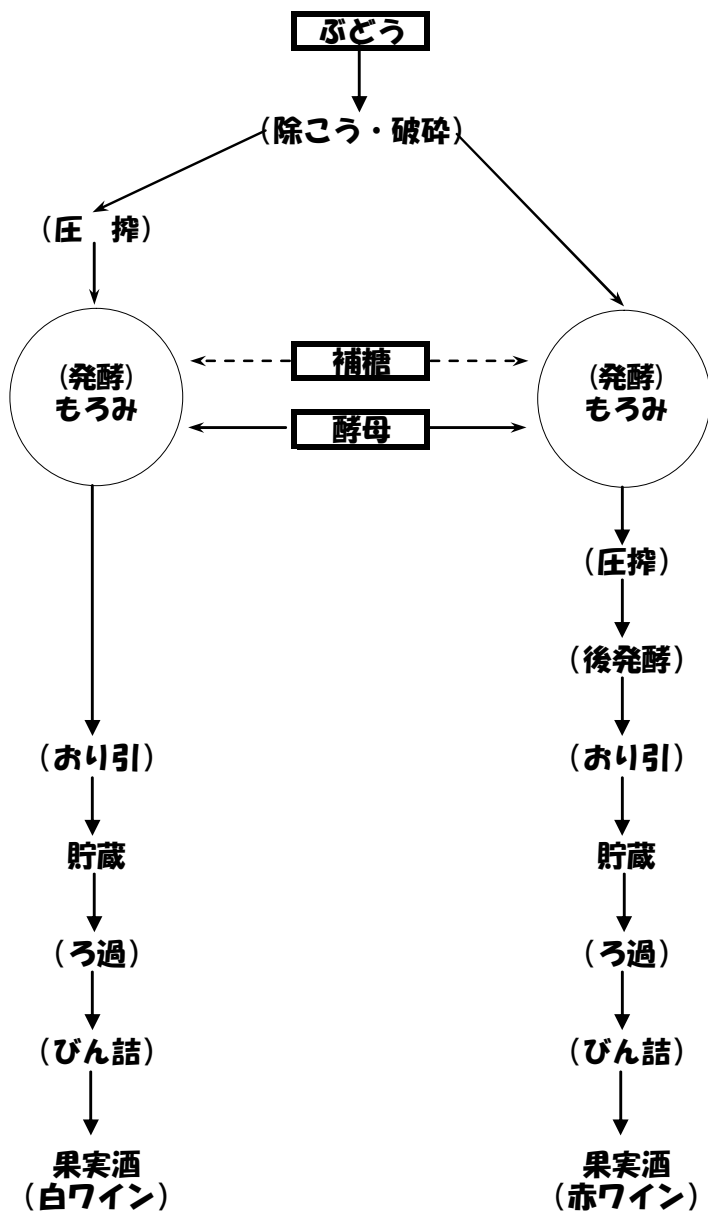 ぶどう
(除こう・破砕)
(圧　搾)
(発酵)
もろみ
補糖
酵母
(発酵)
もろみ
(圧搾)
(後発酵)
(おり引)
(おり引)
貯蔵
貯蔵
(ろ過)
(ろ過)
(びん詰)
(びん詰)
果実酒
(白ワイン)
果実酒
(赤ワイン)